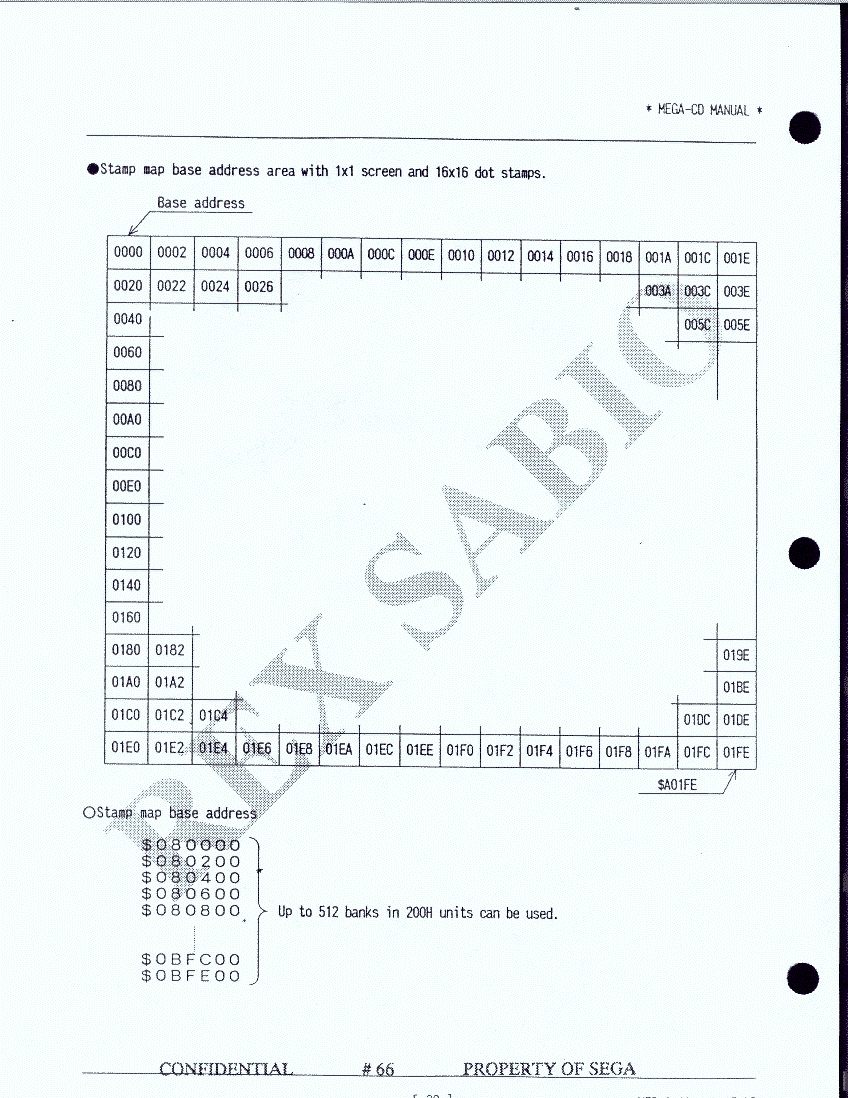 * MEGA-CD MANUAL *
●Stamp map base address area with 1x1 screen and 16x16 dot stamps.
Base address
0000 0002 0004 0006 0008 000A 000C 000E 0010 0012 0014 0016 0018 001A 001C 001E
0020 0022 0024 0026 003A 003C 003E
0040 005C 005E
0060
0080
00A0
00C0
00E0
0100
0120
0140
0160
0180 0182 019E
01A0 01A2 01BE
01C0 01C2 01C4 01DC 01DE
01E0 01E2 01E4 01E6 01E8 01EA 01EC 01EE 01F0 01F2 01F4 01F6 01F8 01FA 01FC 01FE
$A01FE
○Stamp map base address
$080000
$080200
$080400
$080600
$080800
Up to 512 banks in 200H units can be used.
$0BFC00
$0BFE00
REX SABIO
CONFIDENTIAL #66 PROPERTY OF SEGA